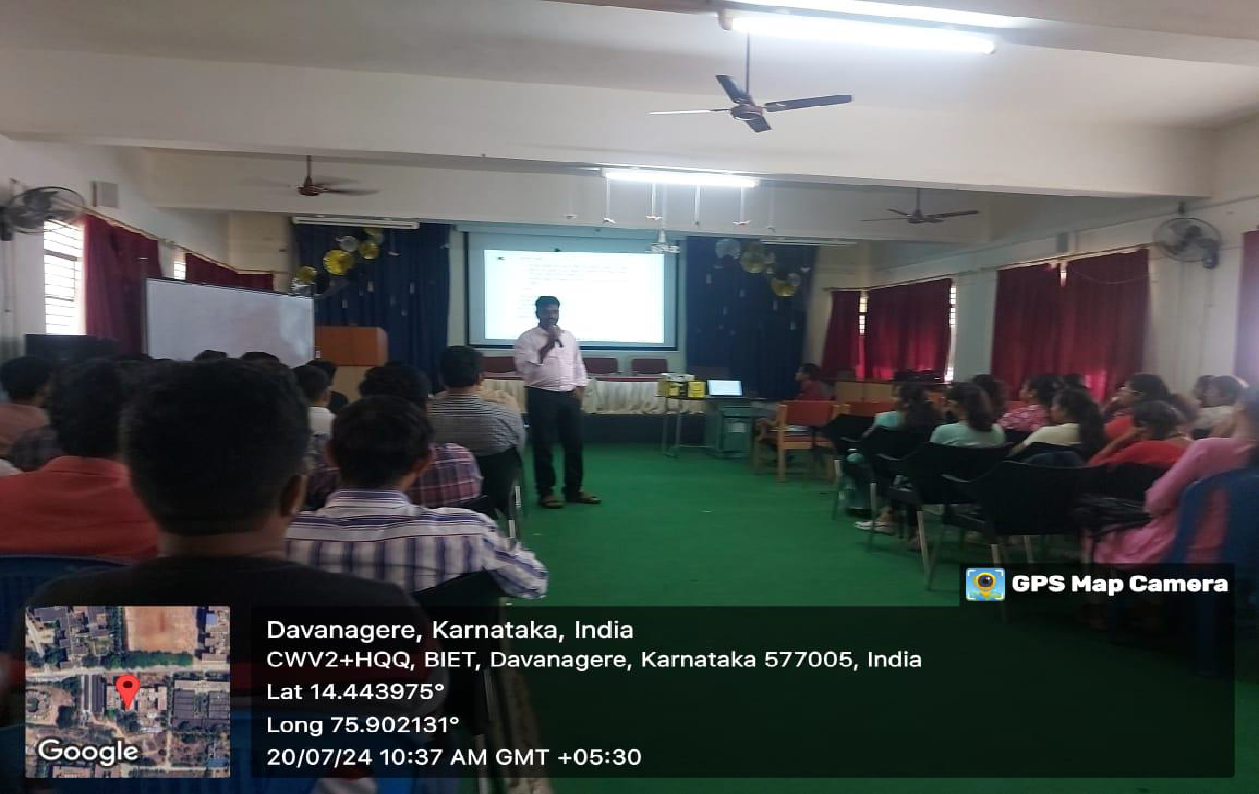 GPS Map Camera
Davanagere, Karnataka, India
CWV2+HQQ, BIET, Davanagere, Karnataka 577005, India
Lat 14.443975°
Long 75.902131°
20/07/24 10:37 AM GMT +05:30
Google